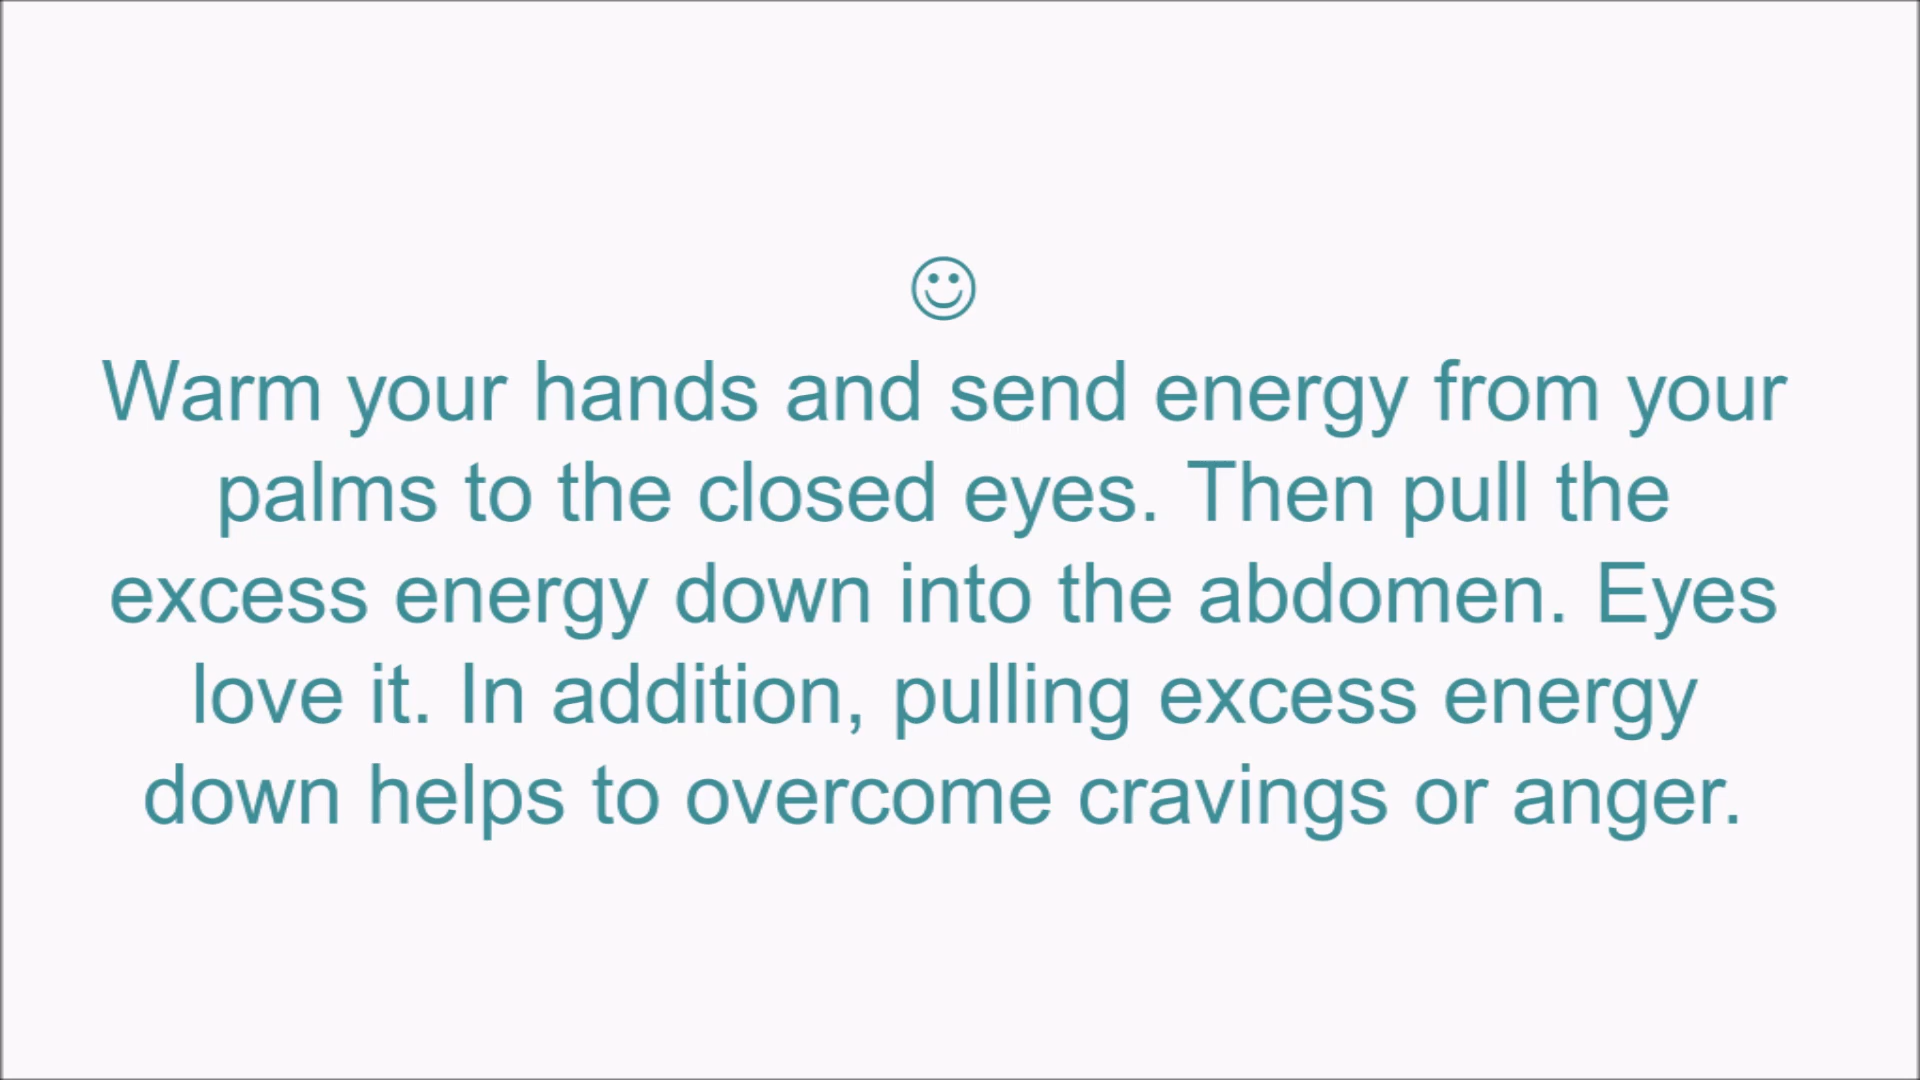 ☺
Warm your hands and send energy from your
palms to the closed eyes. Then pull the
excess energy down into the abdomen. Eyes
love it. In addition, pulling excess energy
down helps to overcome cravings or anger.